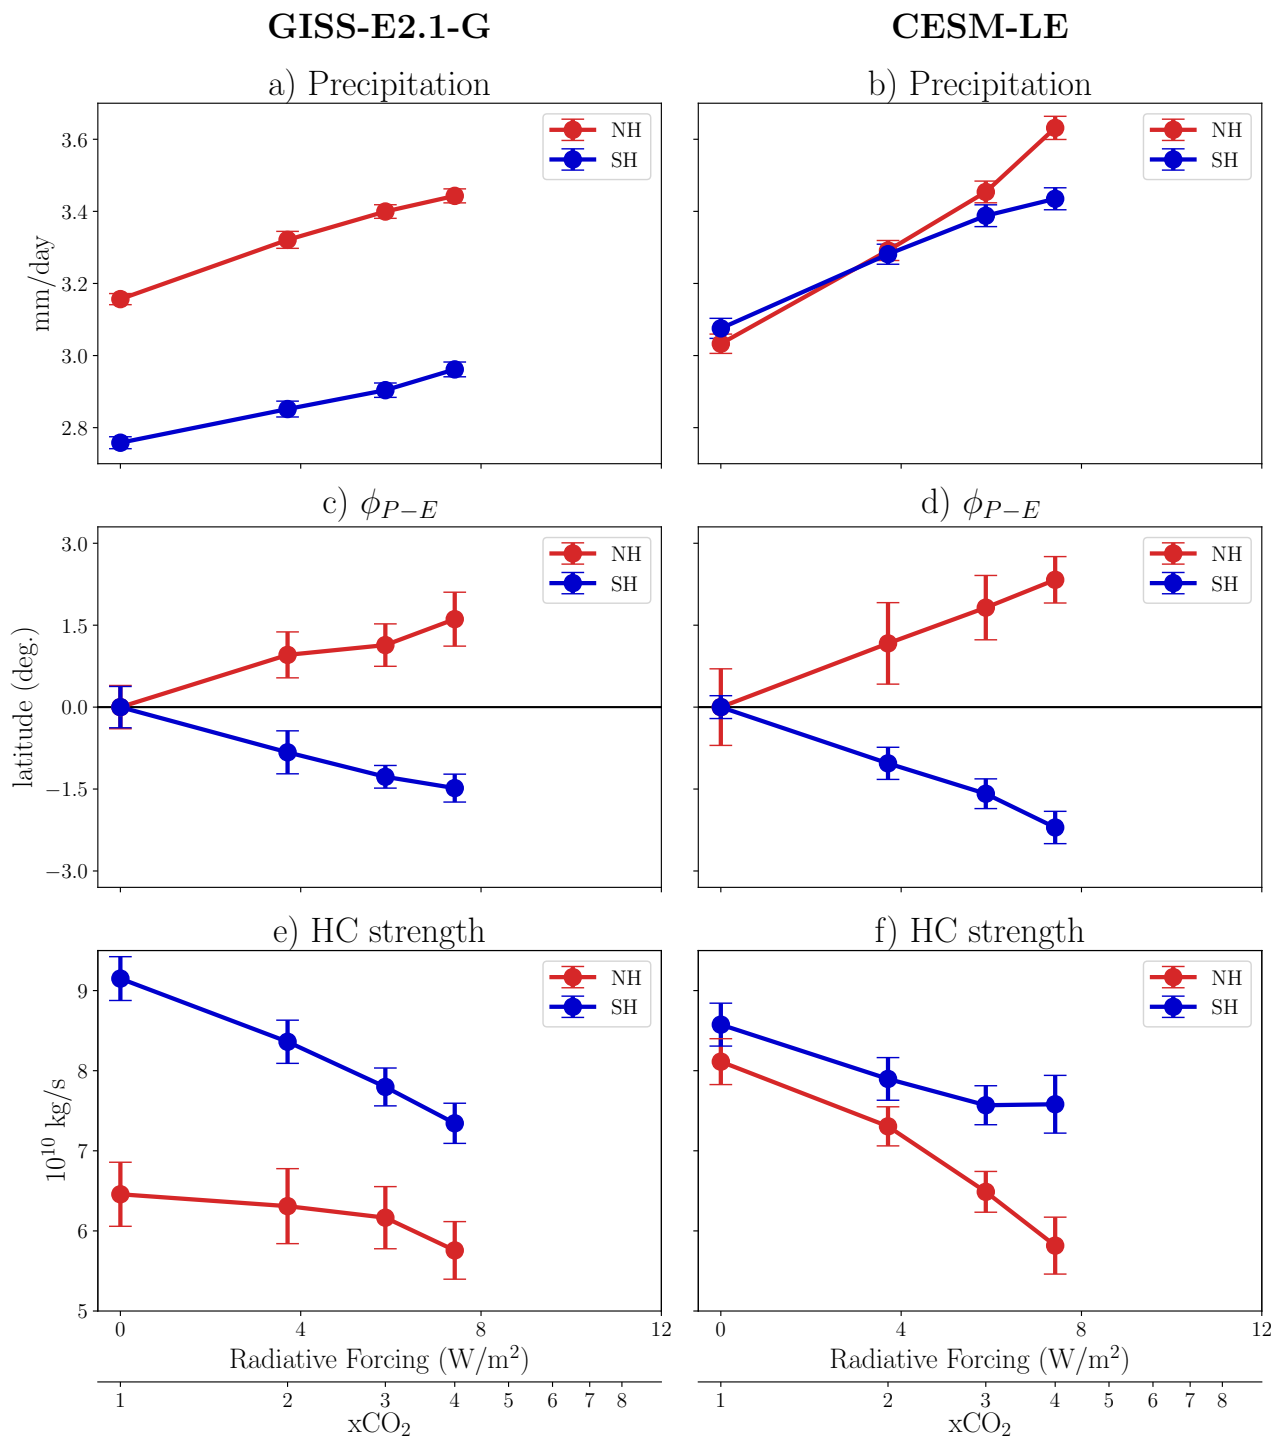 GISS-E2.1-G
CESM-LE
a) Precipitation
b) Precipitation
3.6
3.4
3.2
3.0
2.8
mm/day
NH
SH
NH
SH
c) ϕP−E
d) ϕP−E
3.0
1.5
0.0
−1.5
−3.0
latitude (deg.)
NH
SH
NH
SH
e) HC strength
f) HC strength
9
8
7
6
5
10¹⁰ kg/s
NH
SH
NH
SH
0 4 8 12
0 4 8 12
Radiative Forcing (W/m²)
Radiative Forcing (W/m²)
1 2 3 4 5 6 7 8
1 2 3 4 5 6 7 8
xCO₂
xCO₂